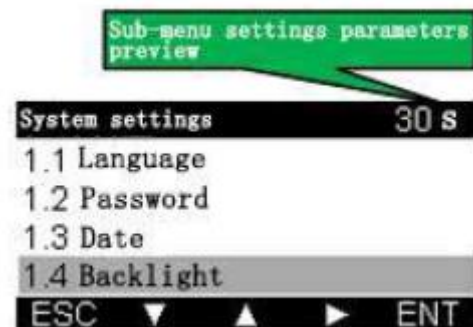 Sub-menu settings parameters
preview
System settings 30 S
1.1 Language
1.2 Password
1.3 Date
1.4 Backlight
ESC ▼ ▲ ► ENT